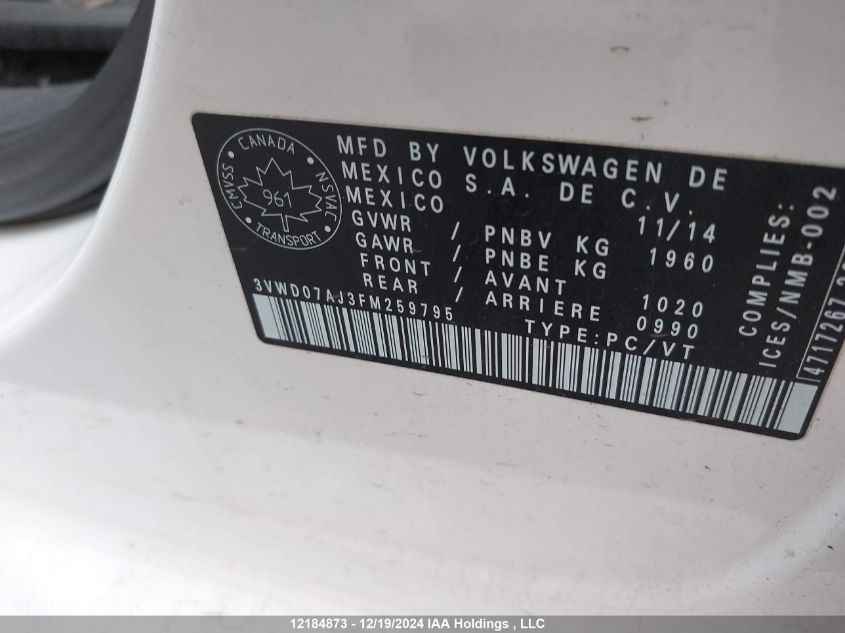 CANADA
CMVSS
NSVAC
961
TRANSPORT
MFD BY VOLKSWAGEN DE
MEXICO S.A. DE C.V.
MEXICO 11/14
GVWR / PNBV KG 1960
GAWR / PNBE KG
FRONT / AVANT 1020
REAR / ARRIERE 0990
3VWD07AJ3FM259795 TYPE:PC/VT
COMPLIES:
ICES/NMB-002
4717267
12184873 - 12/19/2024 IAA Holdings , LLC